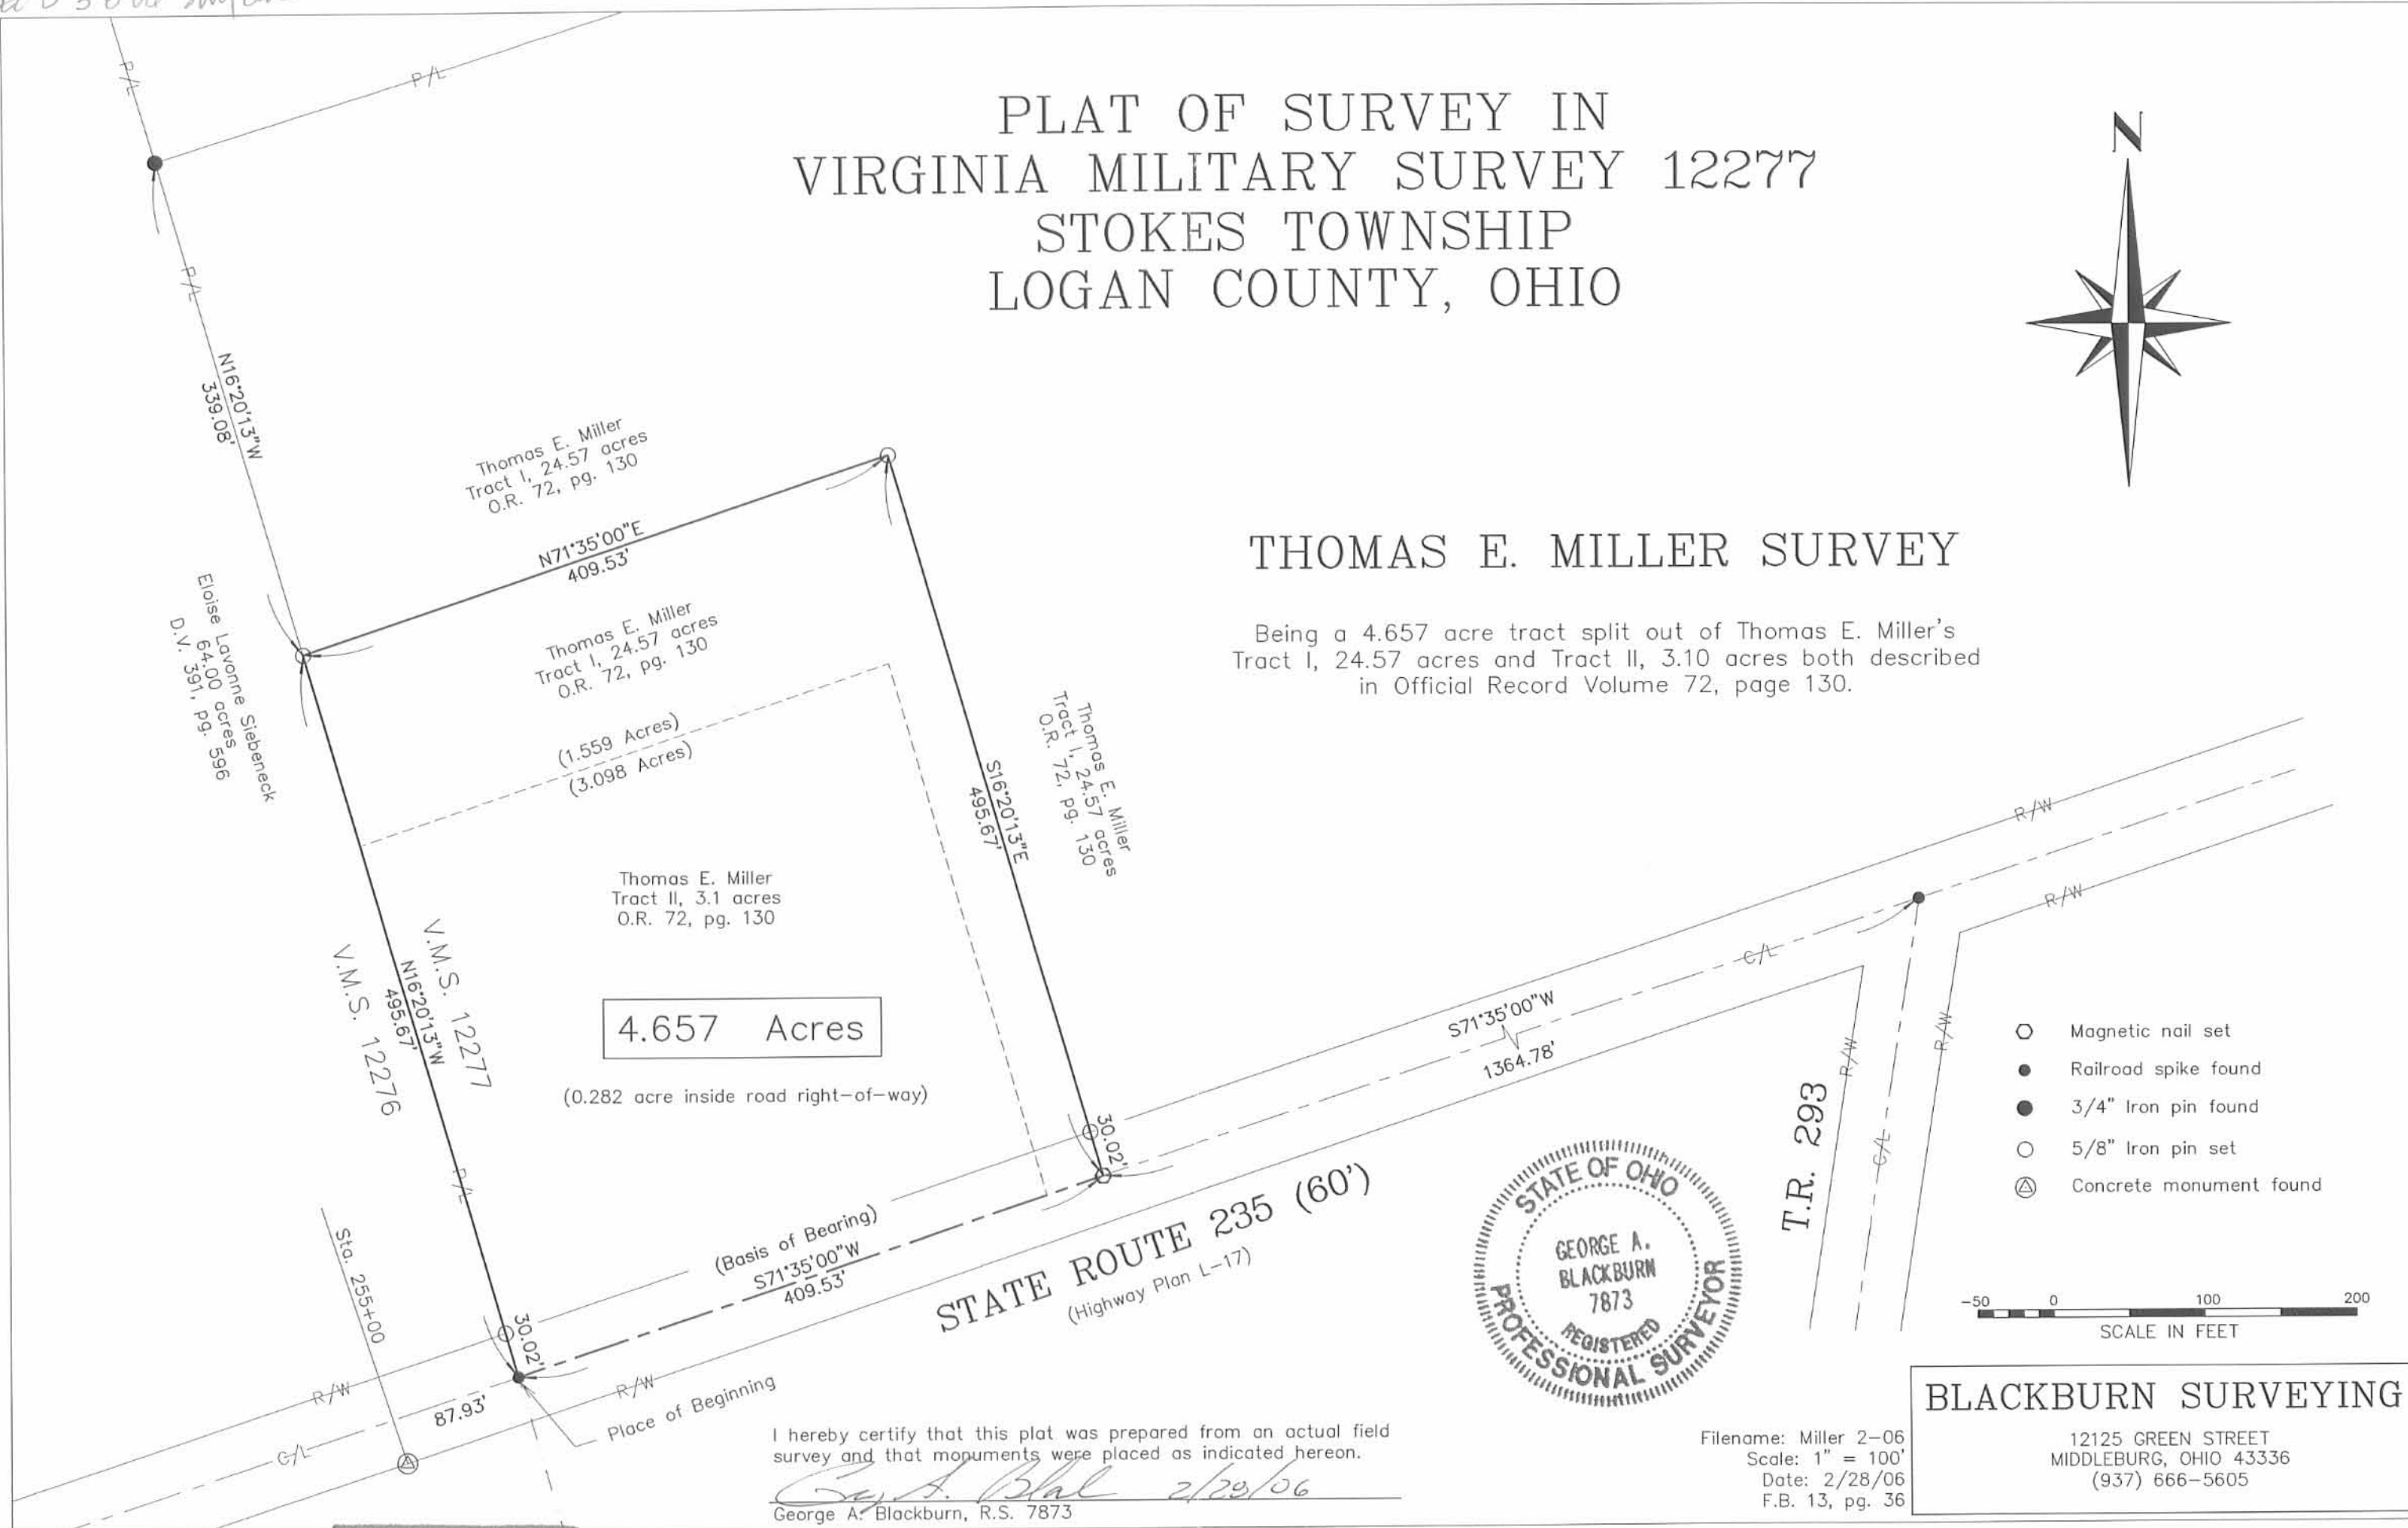 PLAT OF SURVEY IN
VIRGINIA MILITARY SURVEY 12277
STOKES TOWNSHIP
LOGAN COUNTY, OHIO
N
P/L
P/L
P/L
N16°20'13"W
339.08'
Thomas E. Miller
Tract I, 24.57 acres
O.R. 72, pg. 130
N71°35'00"E
409.53'
THOMAS E. MILLER SURVEY
Being a 4.657 acre tract split out of Thomas E. Miller's
Tract I, 24.57 acres and Tract II, 3.10 acres both described
in Official Record Volume 72, page 130.
Eloise Lavonne Siebeneck
64.00 acres
D.V. 391, pg. 596
Thomas E. Miller
Tract I, 24.57 acres
O.R. 72, pg. 130
(1.559 Acres)
(3.098 Acres)
S16°20'13"E
495.67'
Thomas E. Miller
Tract I, 24.57 acres
O.R. 72, pg. 130
Thomas E. Miller
Tract II, 3.1 acres
O.R. 72, pg. 130
V.M.S. 12277
V.M.S. 12276
N16°20'13"W
495.67'
4.657 Acres
(0.282 acre inside road right-of-way)
P/L
R/W
R/W
C/L
S71°35'00"W
1364.78'
30.02'
R/W
R/W
C/L
T.R. 293
Magnetic nail set
Railroad spike found
3/4" Iron pin found
5/8" Iron pin set
Concrete monument found
-50 0 100 200
SCALE IN FEET
Sta. 255+00
(Basis of Bearing)
S71°35'00"W
409.53'
STATE ROUTE 235 (60')
(Highway Plan L-17)
30.02'
R/W
R/W
87.93'
C/L
Place of Beginning
STATE OF OHIO
GEORGE A.
BLACKBURN
7873
REGISTERED
PROFESSIONAL SURVEYOR
I hereby certify that this plat was prepared from an actual field
survey and that monuments were placed as indicated hereon.
2/28/06
George A. Blackburn, R.S. 7873
Filename: Miller 2-06
Scale: 1" = 100'
Date: 2/28/06
F.B. 13, pg. 36
BLACKBURN SURVEYING
12125 GREEN STREET
MIDDLEBURG, OHIO 43336
(937) 666-5605